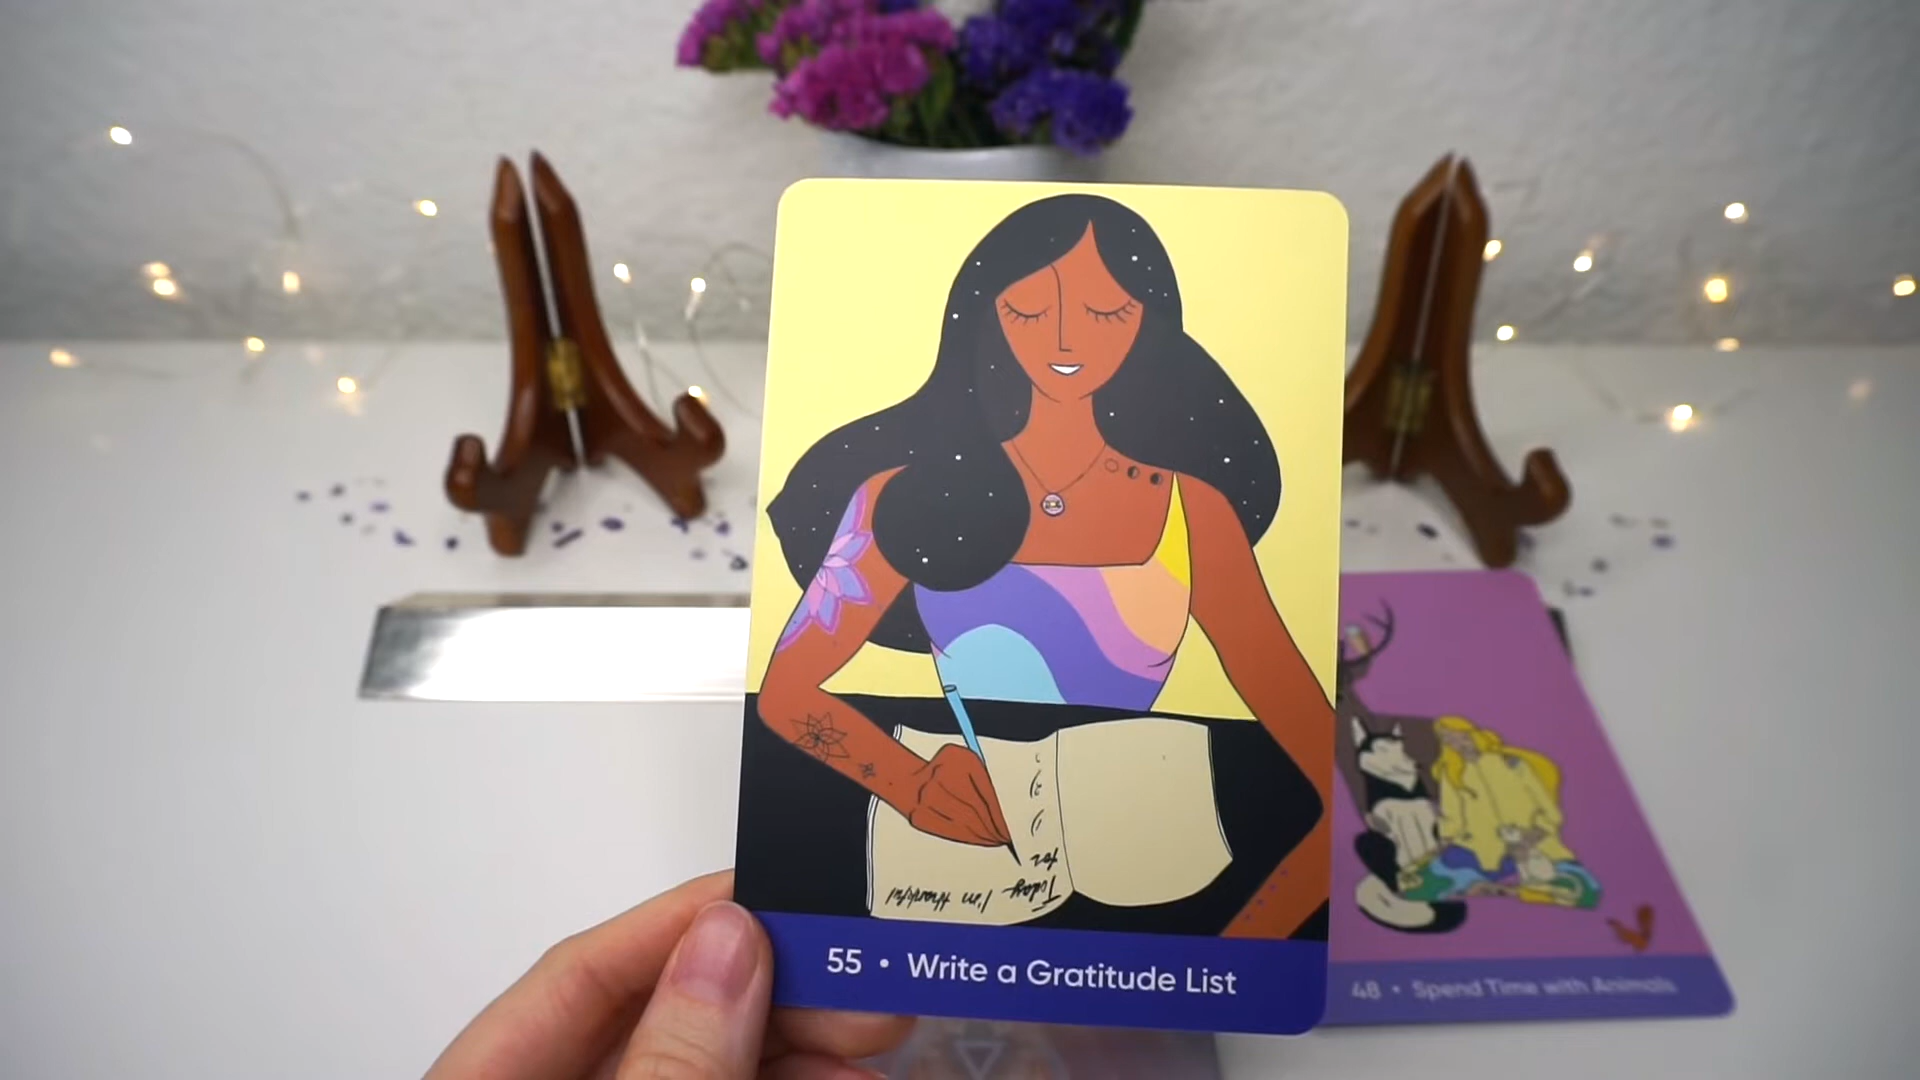 55 • Write a Gratitude List
Today I'm thankful
for
48 • Spend Time with Animals